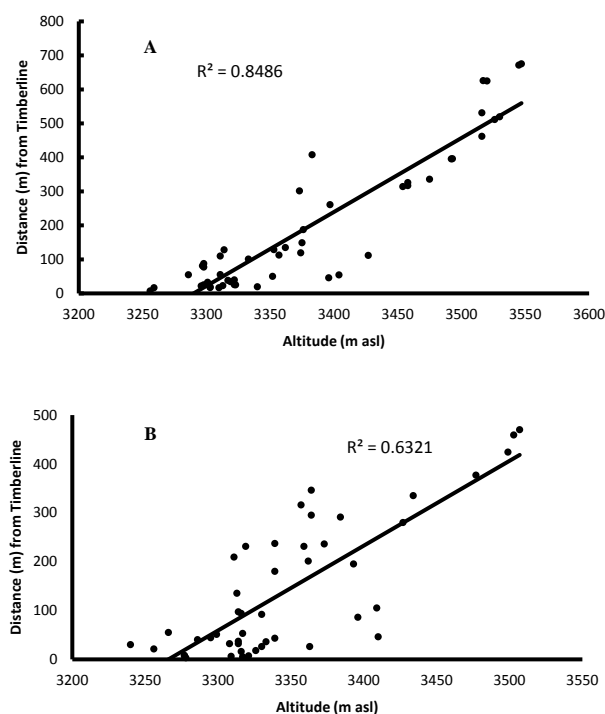 A
R² = 0.8486
Distance (m) from Timberline
800
700
600
500
400
300
200
100
0
3200 3250 3300 3350 3400 3450 3500 3550 3600
Altitude (m asl)
B
R² = 0.6321
Distance (m) from Timberline
500
400
300
200
100
0
3200 3250 3300 3350 3400 3450 3500 3550
Altitude (m asl)